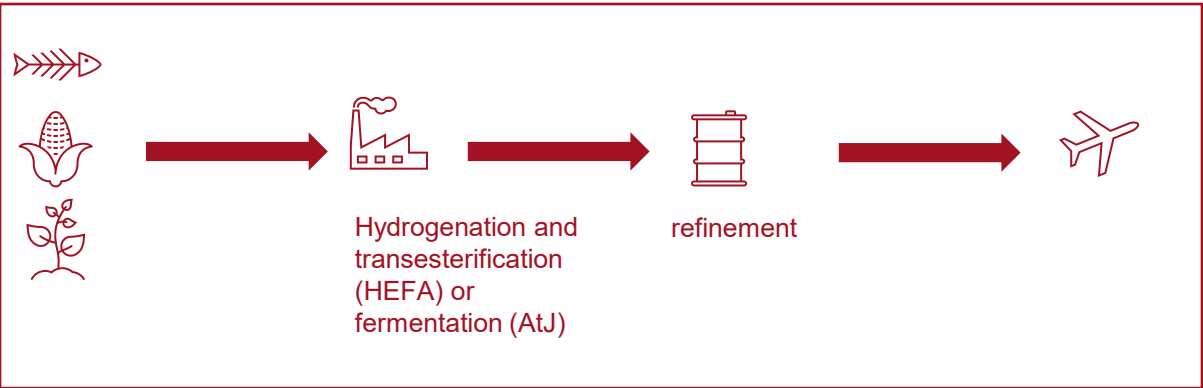 Hydrogenation and
transesterification
(HEFA) or
fermentation (AtJ)
refinement